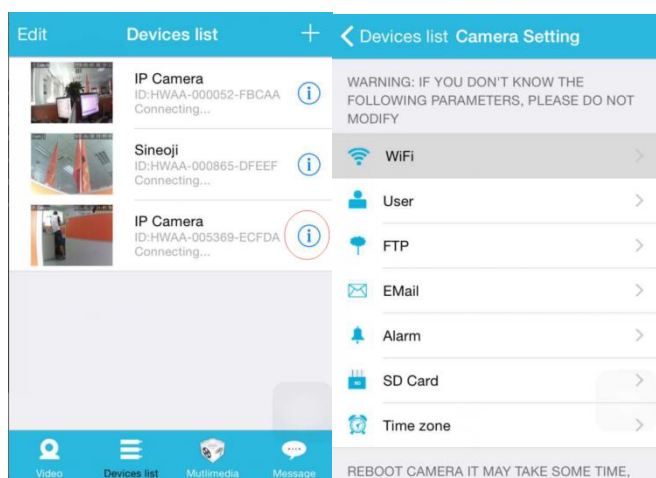 Edit Devices list +
IP Camera
ID:HWAA-000052-FBCAA
Connecting...
Sineoji
ID:HWAA-000865-DFEEF
Connecting...
IP Camera
ID:HWAA-005369-ECFDA
Connecting...
Video Devices list Mutlimedia Message
Devices list Camera Setting
WARNING: IF YOU DON'T KNOW THE
FOLLOWING PARAMETERS, PLEASE DO NOT
MODIFY
WiFi
User
FTP
EMail
Alarm
SD Card
Time zone
REBOOT CAMERA IT MAY TAKE SOME TIME,